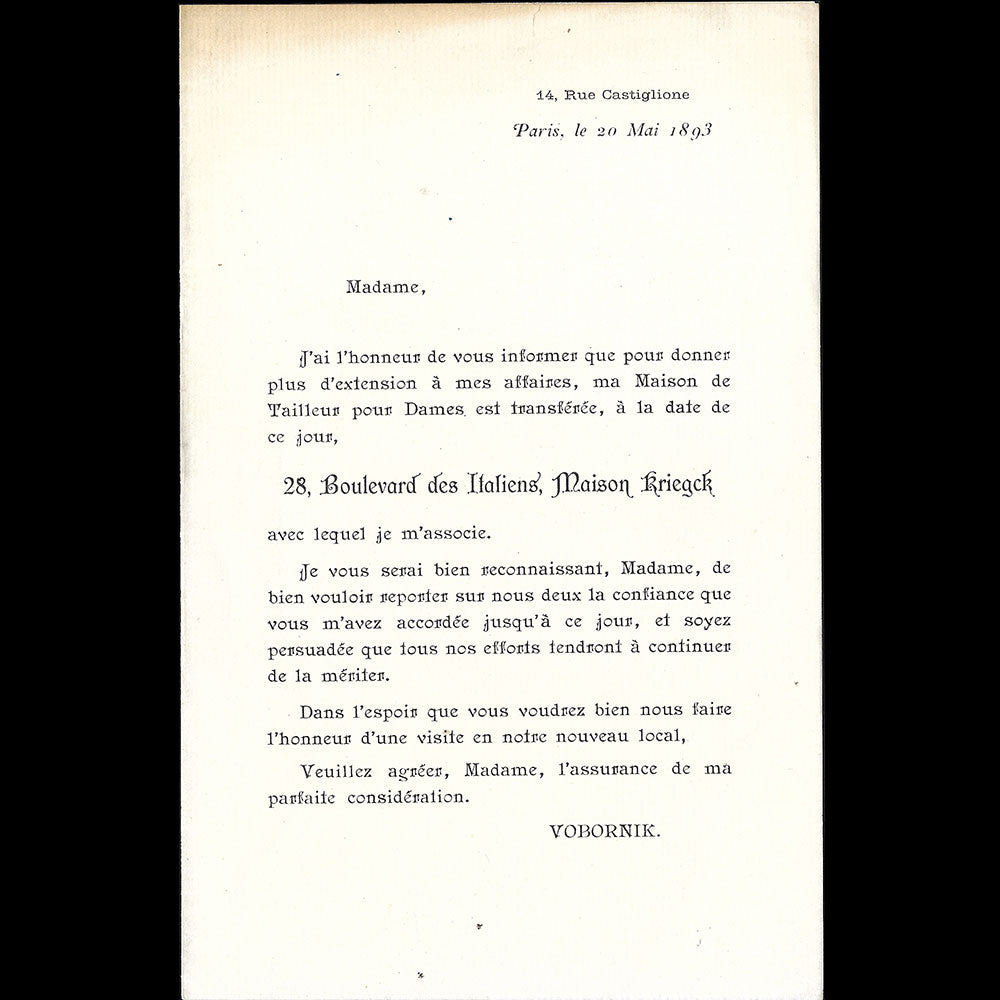 14, Rue Castiglione
Paris, le 20 Mai 1893
Madame,
J'ai l'honneur de vous informer que pour donner
plus d'extension à mes affaires, ma Maison de
Tailleur pour Dames est transférée, à la date de
ce jour,
28, Boulevard des Italiens, Maison Kriegck
avec lequel je m'associe.
Je vous serai bien reconnaissant, Madame, de
bien vouloir reporter sur nous deux la confiance que
vous m'avez accordée jusqu'à ce jour, et soyez
persuadée que tous nos efforts tendront à continuer
de la mériter.
Dans l'espoir que vous voudrez bien nous faire
l'honneur d'une visite en notre nouveau local,
Veuillez agréer, Madame, l'assurance de ma
parfaite considération.
VOBORNIK.